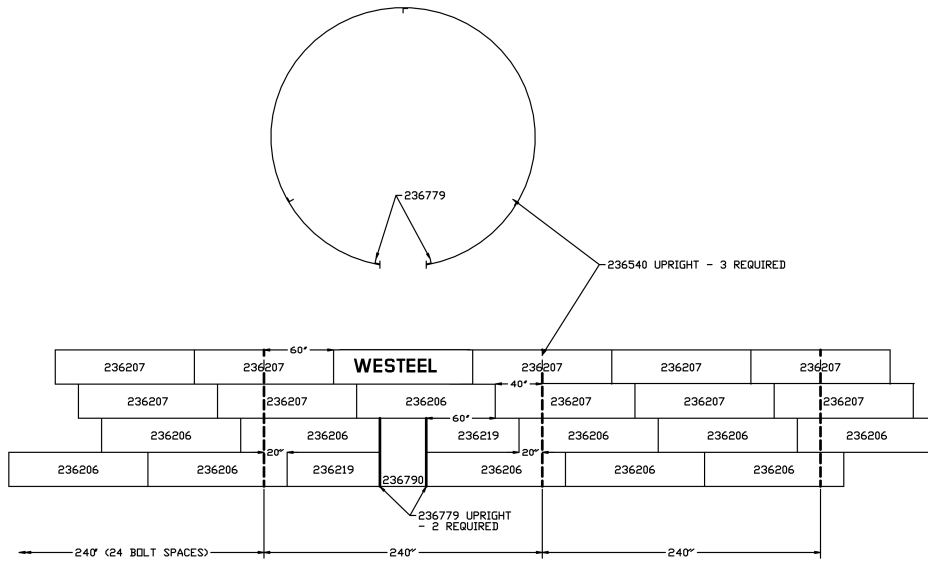 236779
236540 UPRIGHT - 3 REQUIRED
60"
236207 236207 WESTEEL 236207 236207 236207
40"
236207 236207 236206 236207 236207 236207
60"
236206 236206 236219 236206 236206 236206
20" 20"
236206 236206 236219 236790 236206 236206 236206
236779 UPRIGHT
- 2 REQUIRED
240" (24 BOLT SPACES) 240" 240"